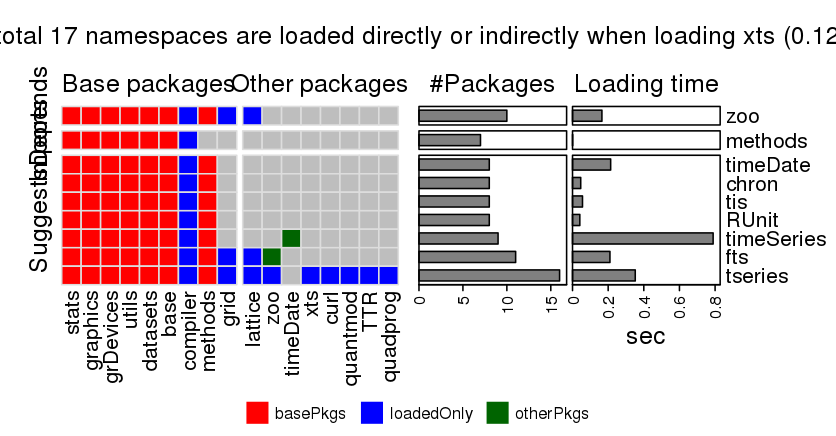 total 17 namespaces are loaded directly or indirectly when loading xts (0.12
Base packages Other packages #Packages Loading time
Depends
Imports
Suggests
zoo
methods
timeDate
chron
tis
RUnit
timeSeries
fts
tseries
stats
graphics
grDevices
utils
datasets
base
compiler
methods
grid
lattice
zoo
timeDate
xts
curl
quantmod
TTR
quadprog
0 5 10 15
0 0.2 0.4 0.6 0.8
sec
basePkgs loadedOnly otherPkgs